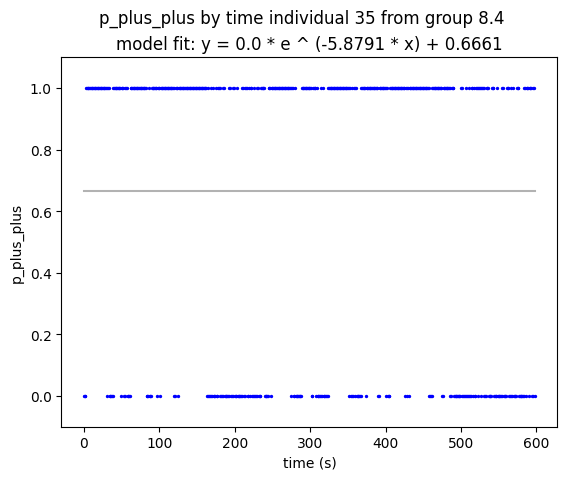 p_plus_plus by time individual 35 from group 8.4
model fit: y = 0.0 * e ^ (-5.8791 * x) + 0.6661
1.0
0.8
0.6
0.4
0.2
0.0
p_plus_plus
0 100 200 300 400 500 600
time (s)